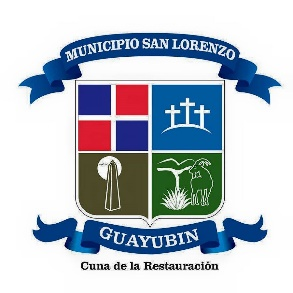 MUNICIPIO SAN LORENZO
GUAYUBIN
Cuna de la Restauración